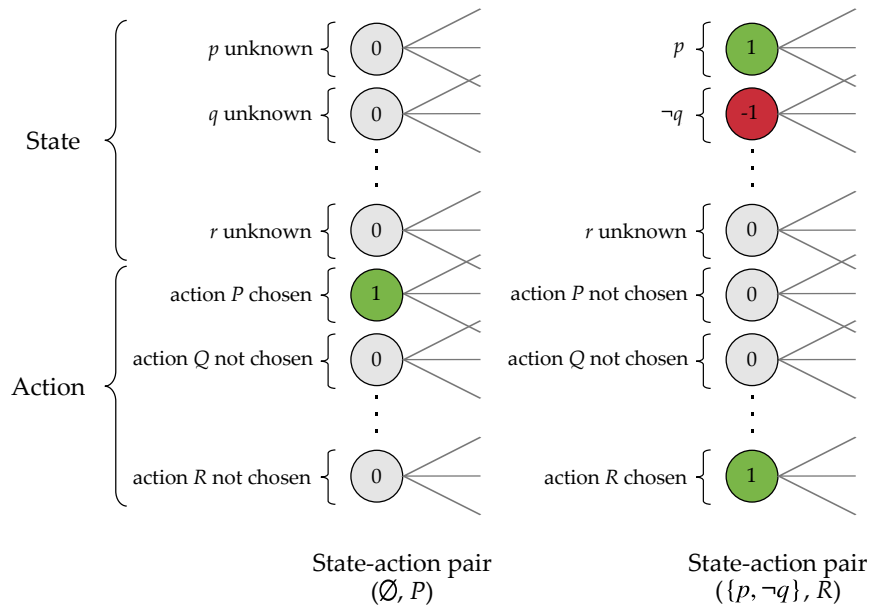 State
Action
p unknown
0
q unknown
0
r unknown
0
action P chosen
1
action Q not chosen
0
action R not chosen
0
State-action pair
(∅, P)
p
1
¬q
-1
r unknown
0
action P not chosen
0
action Q not chosen
0
action R chosen
1
State-action pair
({p, ¬q}, R)